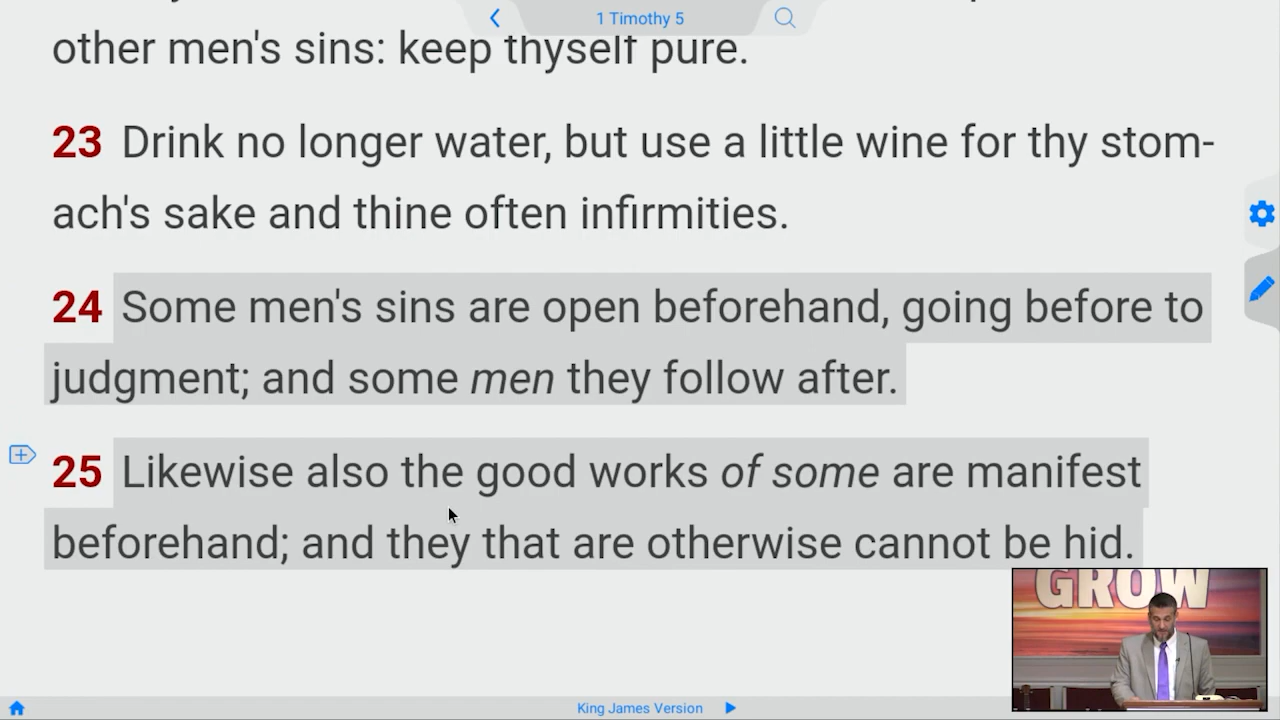 1 Timothy 5
other men's sins: keep thyself pure.
23 Drink no longer water, but use a little wine for thy stom-
ach's sake and thine often infirmities.
24 Some men's sins are open beforehand, going before to
judgment; and some men they follow after.
25 Likewise also the good works of some are manifest
beforehand; and they that are otherwise cannot be hid.
GROW
King James Version